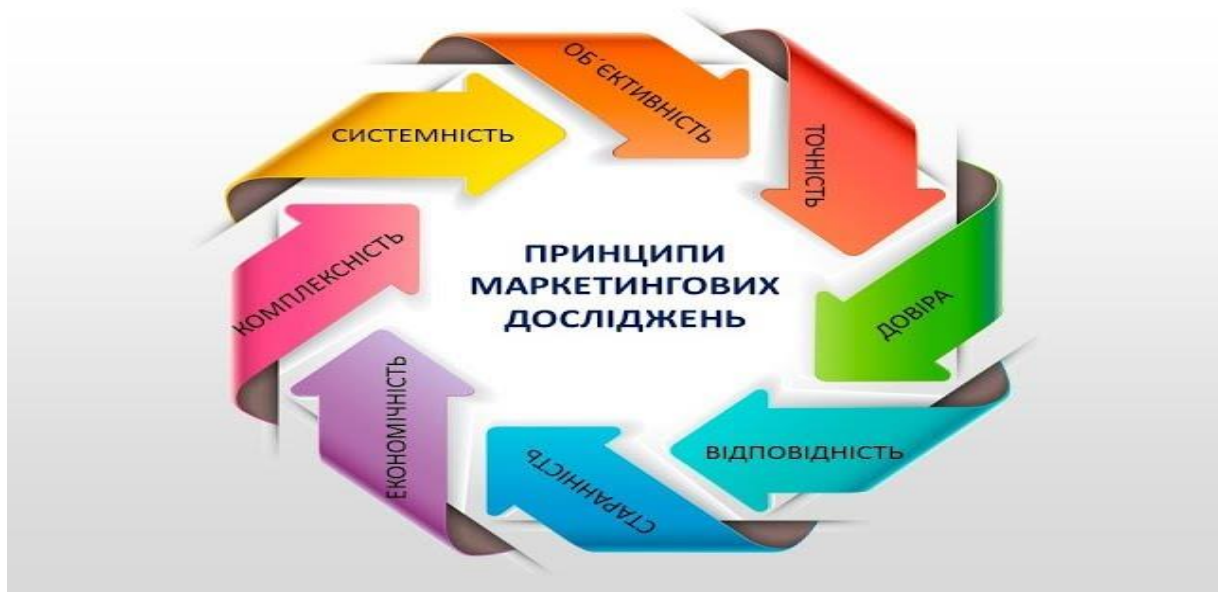 СИСТЕМНІСТЬ
ОБ´ЄКТИВНІСТЬ
ТОЧНІСТЬ
ДОВІРА
ВІДПОВІДНІСТЬ
СТАРАННІСТЬ
ЕКОНОМІЧНІСТЬ
КОМПЛЕКСНІСТЬ
ПРИНЦИПИ
МАРКЕТИНГОВИХ
ДОСЛІДЖЕНЬ